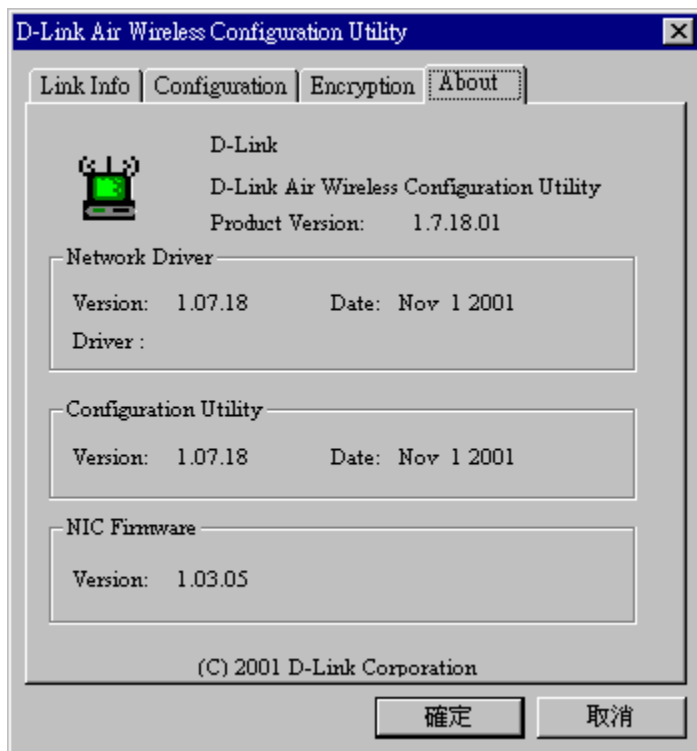 D-Link Air Wireless Configuration Utility
Link Info Configuration Encryption About
D-Link
D-Link Air Wireless Configuration Utility
Product Version: 1.7.18.01
Network Driver
Version: 1.07.18 Date: Nov 1 2001
Driver :
Configuration Utility
Version: 1.07.18 Date: Nov 1 2001
NIC Firmware
Version: 1.03.05
(C) 2001 D-Link Corporation
確定 取消